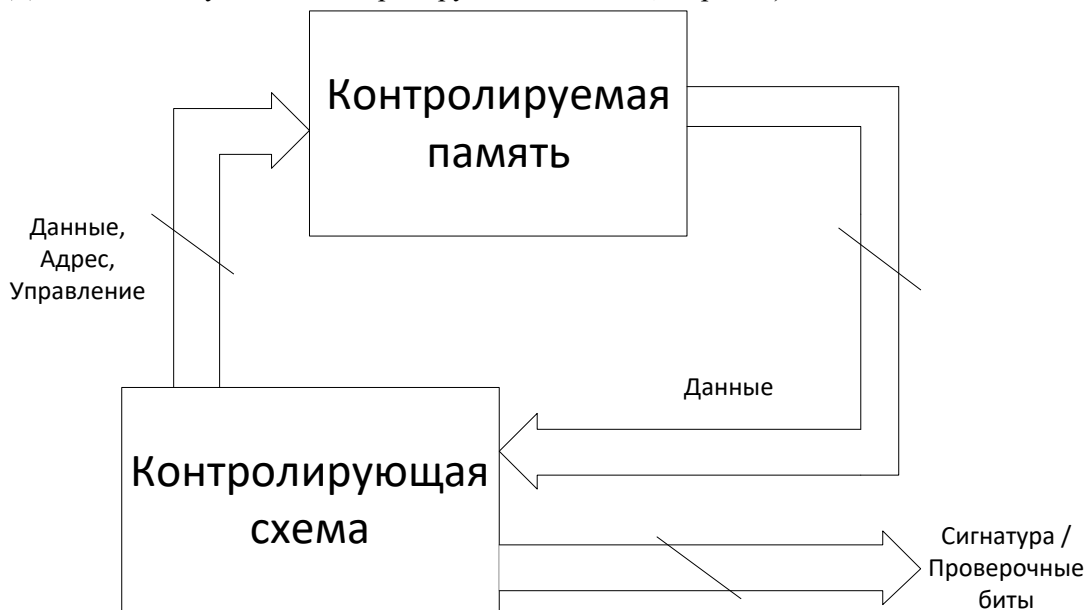 Контролируемая
память
Данные,
Адрес,
Управление
Данные
Контролирующая
схема
Сигнатура /
Проверочные
биты